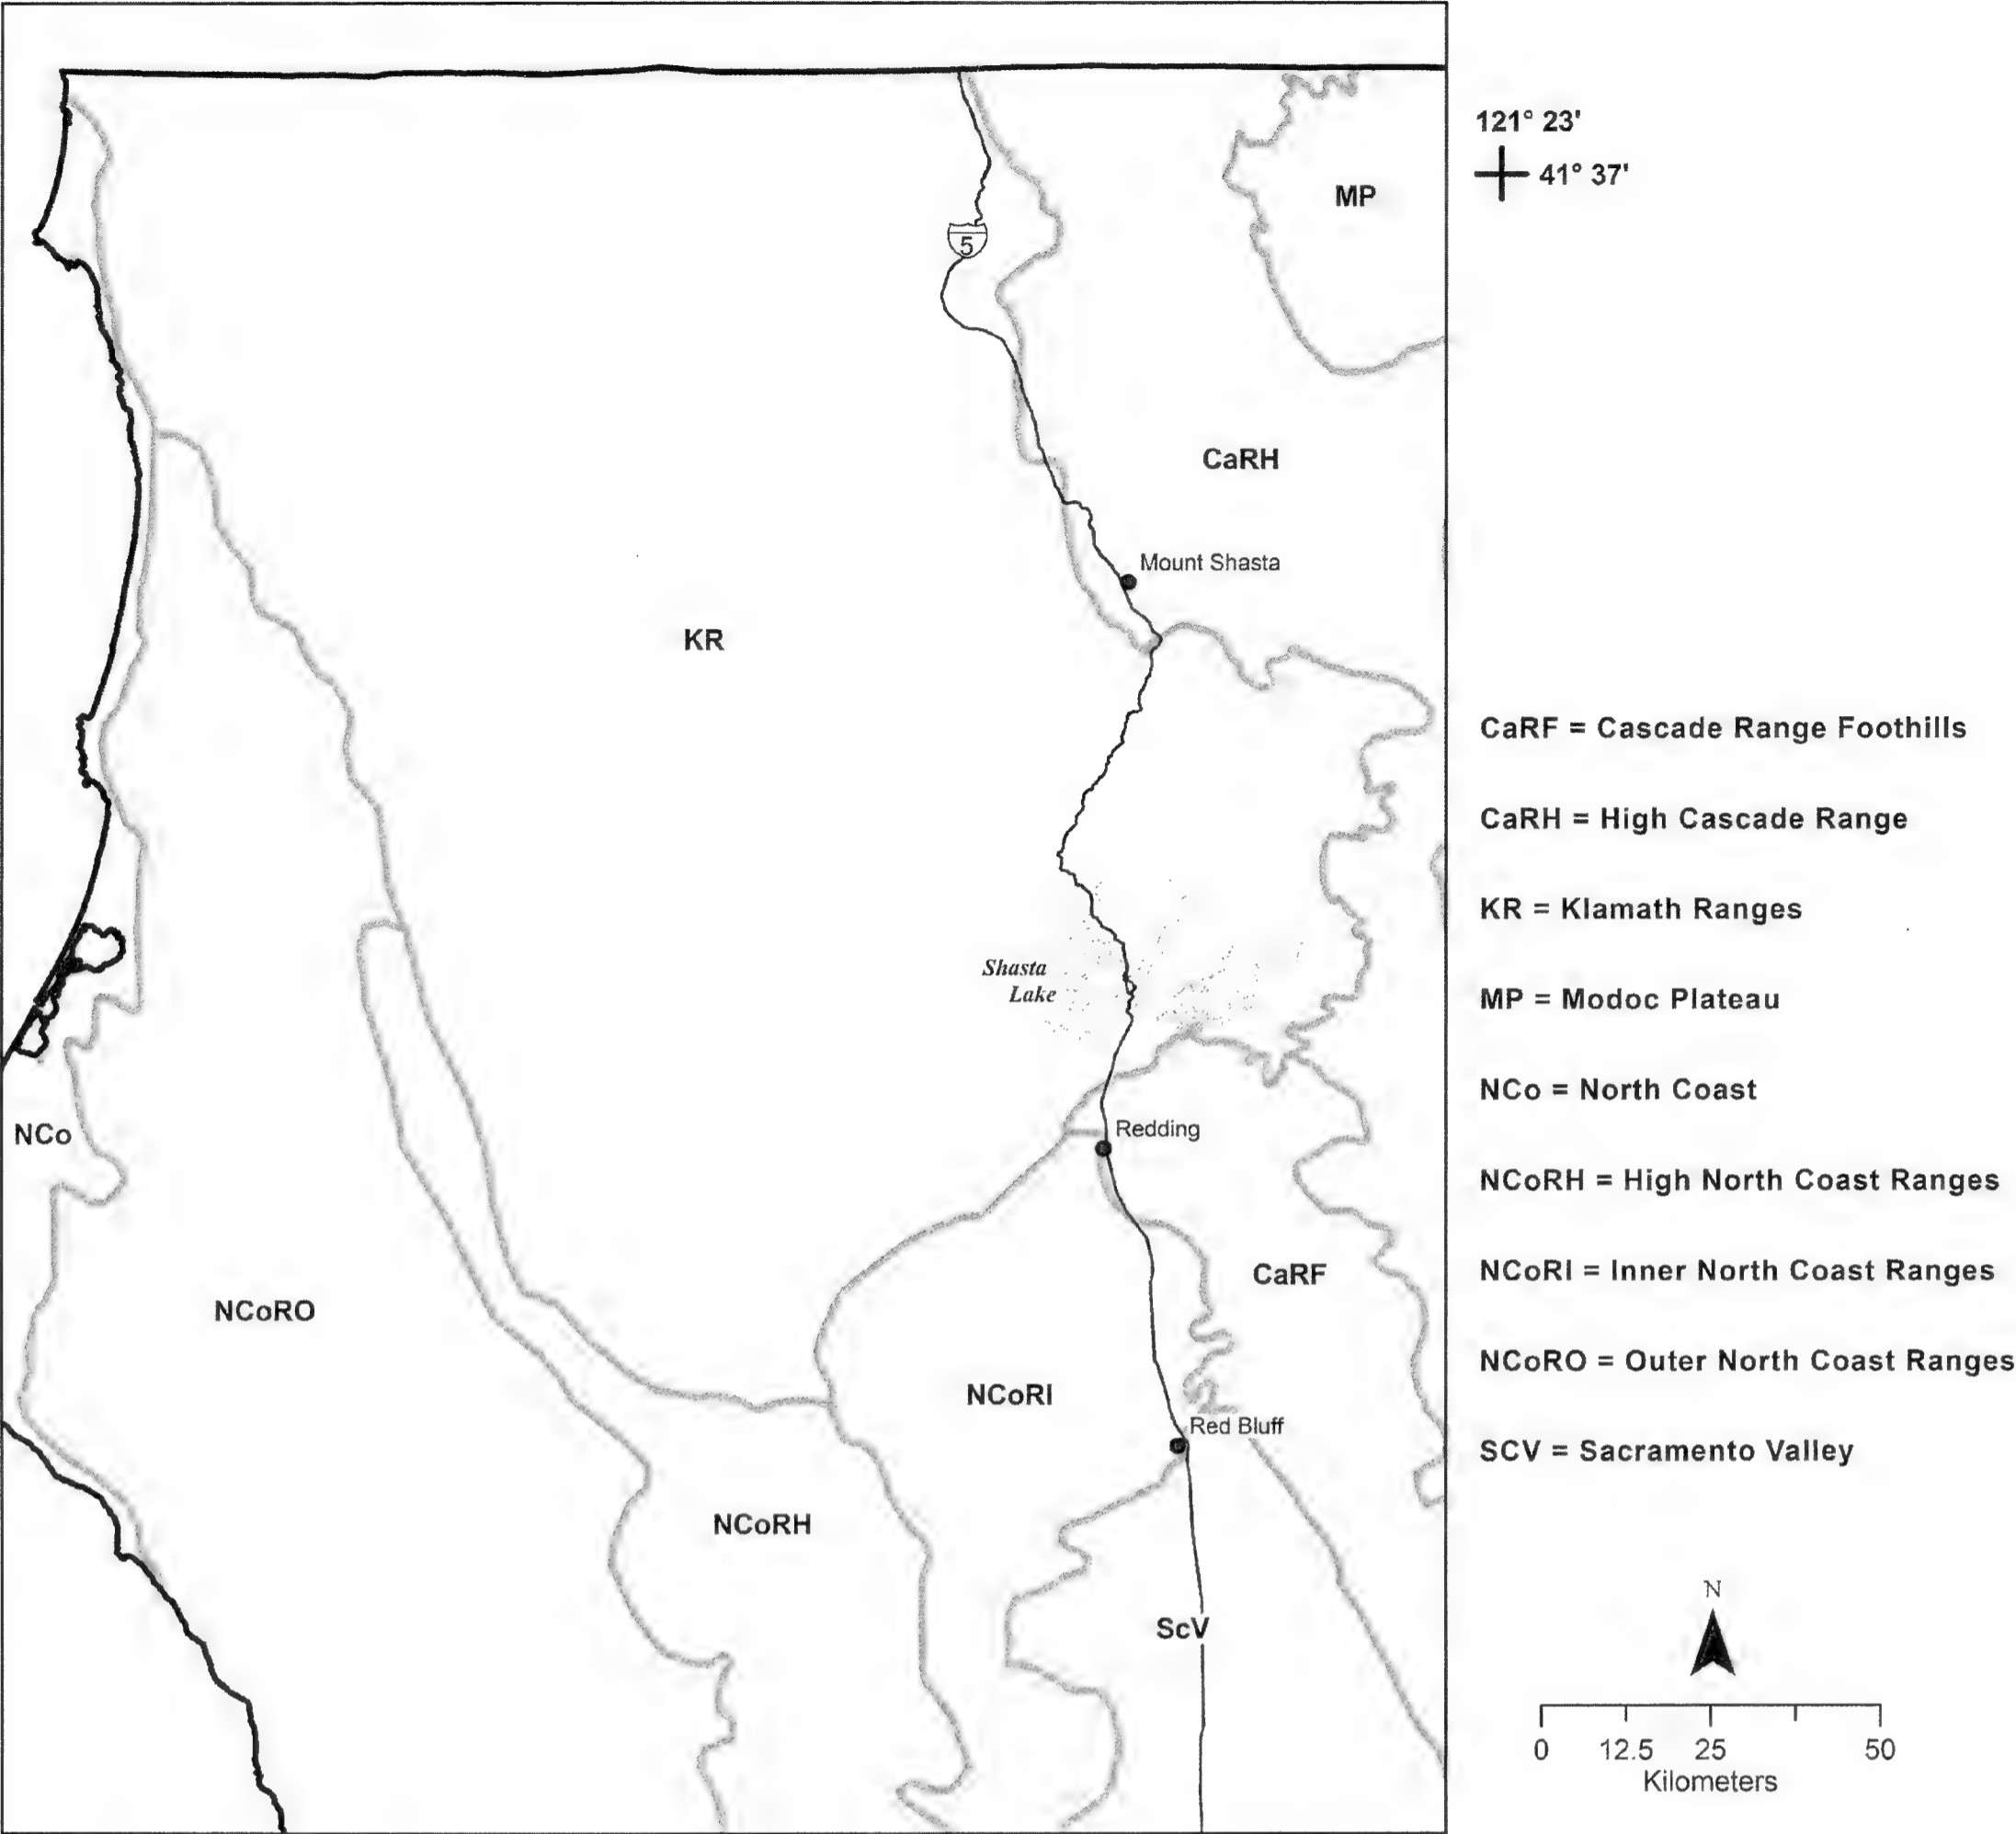 121° 23'
41° 37'
MP
5
CaRH
Mount Shasta
KR
CaRF = Cascade Range Foothills
CaRH = High Cascade Range
KR = Klamath Ranges
Shasta
Lake
MP = Modoc Plateau
NCo = North Coast
NCo
Redding
NCoRH = High North Coast Ranges
NCoRI = Inner North Coast Ranges
CaRF
NCoRO
NCoRO = Outer North Coast Ranges
NCoRI
Red Bluff
SCV = Sacramento Valley
NCoRH
N
ScV
0 12.5 25 50
Kilometers